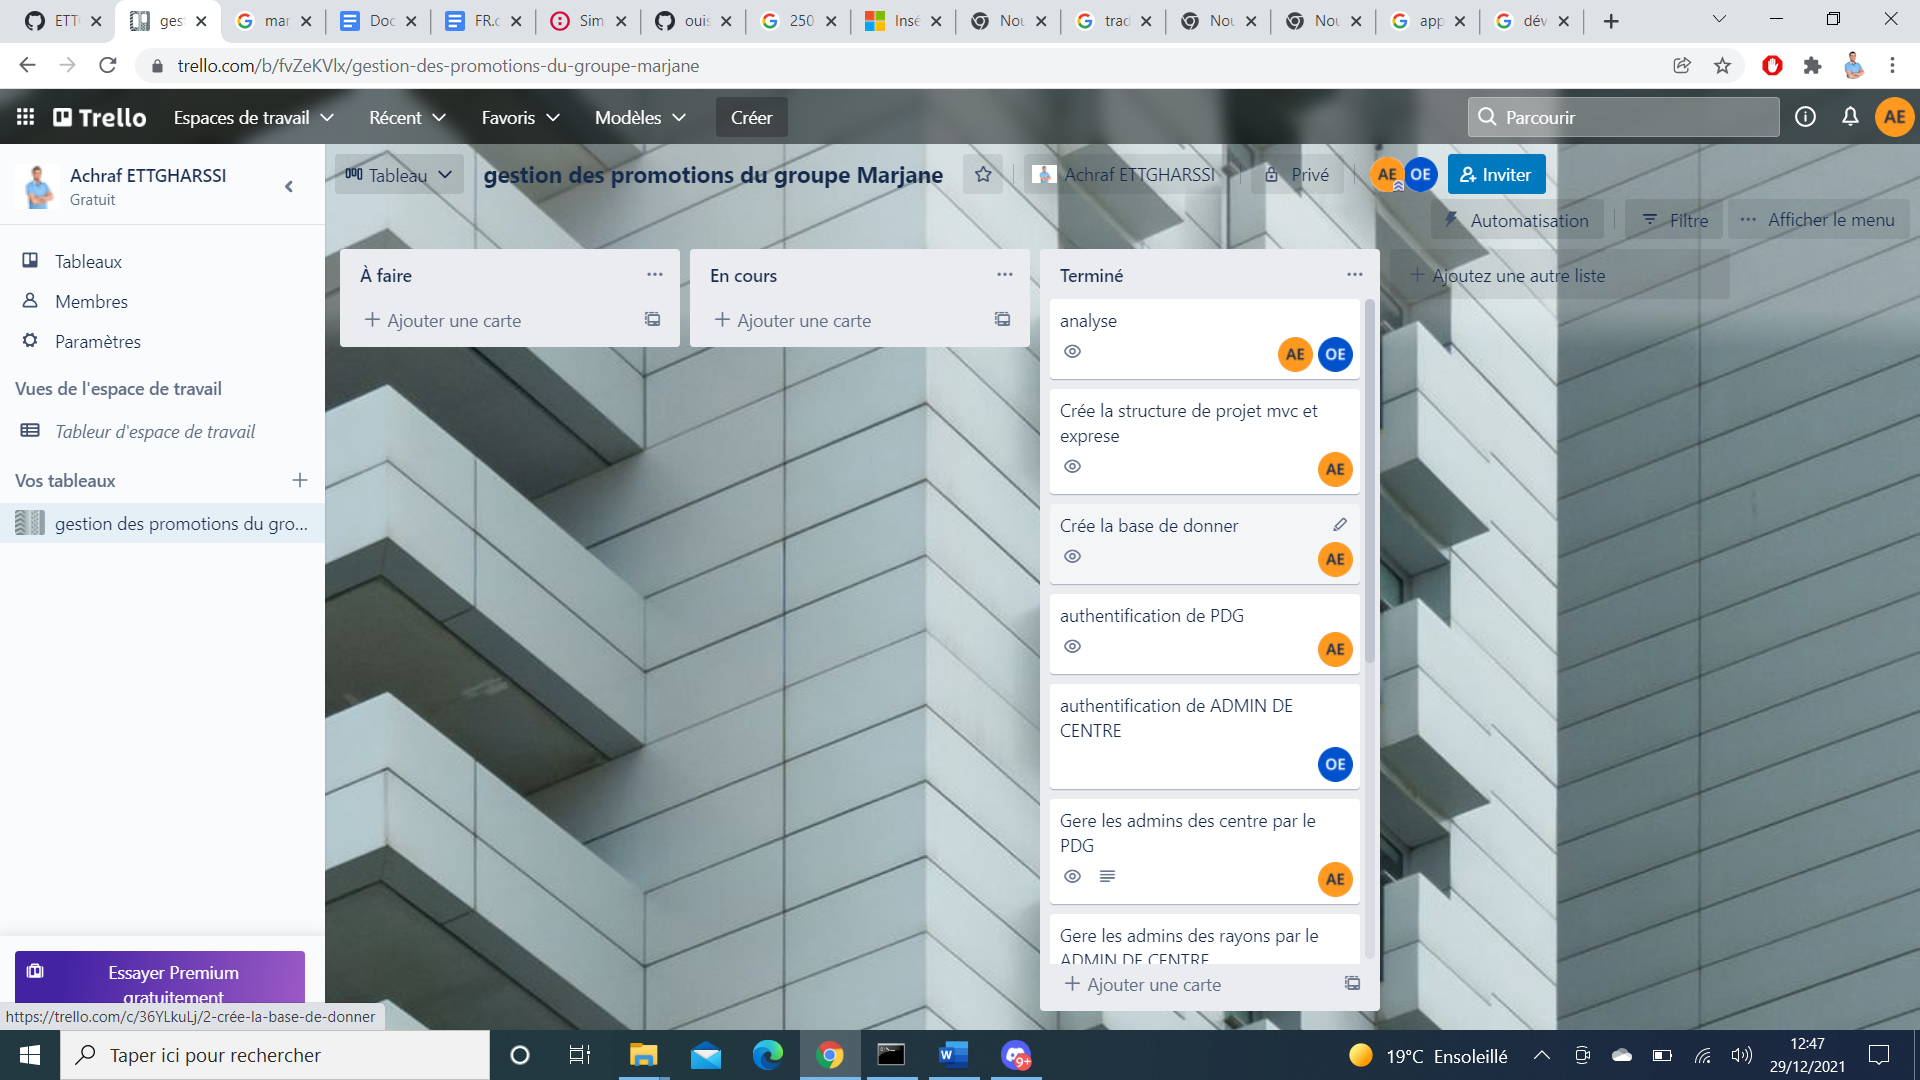 ETT
ges
mar
Doc
FR.c
Sim
ouis
250
Insé
Nou
trad
Nou
Nou
app
dév
trello.com/b/fvZeKVlx/gestion-des-promotions-du-groupe-marjane
Trello
Espaces de travail
Récent
Favoris
Modèles
Créer
Parcourir
AE
Achraf ETTGHARSSI
Gratuit
Tableau
gestion des promotions du groupe Marjane
Achraf ETTGHARSSI
Privé
AE
OE
Inviter
Automatisation
Filtre
Afficher le menu
Tableaux
Membres
Paramètres
Vues de l'espace de travail
Tableur d'espace de travail
Vos tableaux
gestion des promotions du gro...
À faire
Ajouter une carte
En cours
Ajouter une carte
Terminé
analyse
AE
OE
Crée la structure de projet mvc et
exprese
AE
Crée la base de donner
AE
authentification de PDG
AE
authentification de ADMIN DE
CENTRE
OE
Gere les admins des centre par le
PDG
AE
Gere les admins des rayons par le
ADMIN DE CENTRE
Ajouter une carte
Ajoutez une autre liste
Essayer Premium
gratuitement
https://trello.com/c/36YLkuLj/2-crée-la-base-de-donner
Taper ici pour rechercher
9+
19°C Ensoleillé
12:47
29/12/2021